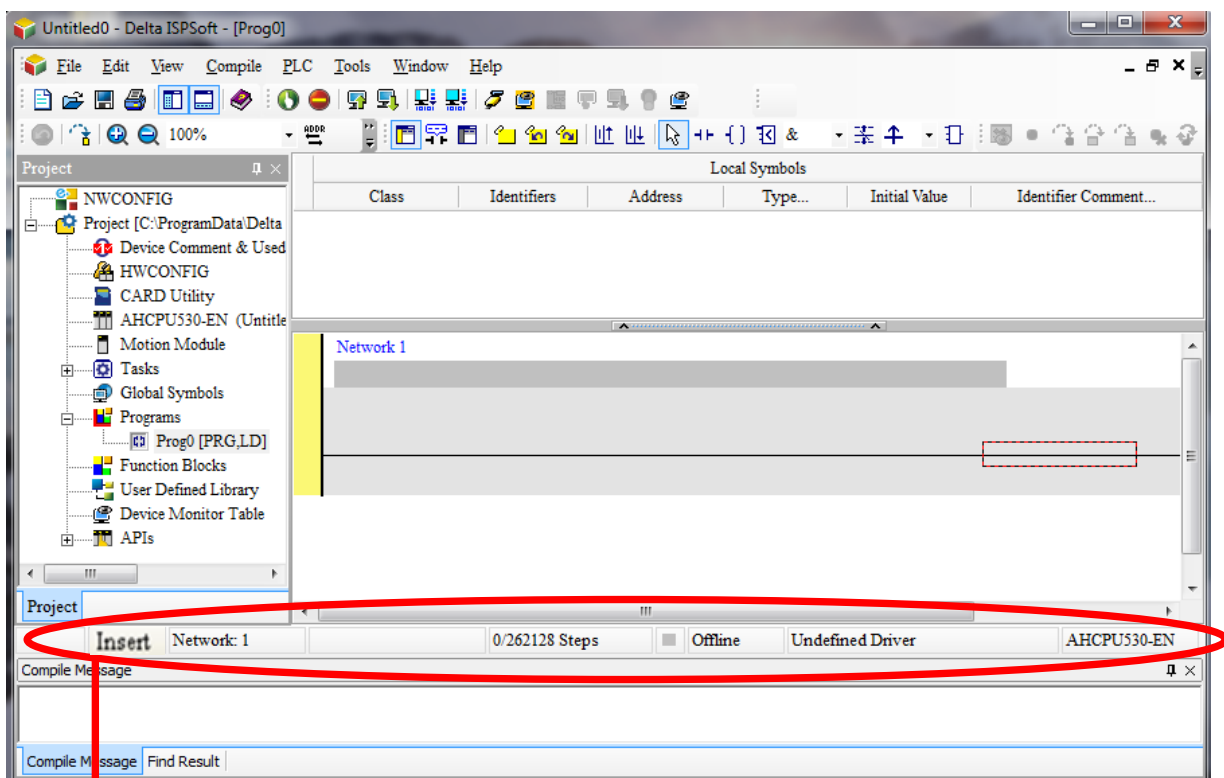 Untitled0 - Delta ISPSoft - [Prog0]
File Edit View Compile PLC Tools Window Help
100% ADDR &
Project
Local Symbols
Class Identifiers Address Type... Initial Value Identifier Comment...
NWCONFIG
Project [C:\ProgramData\Delta
Device Comment & Used
HWCONFIG
CARD Utility
AHCPU530-EN (Untitle
Motion Module
Tasks
Global Symbols
Programs
Prog0 [PRG,LD]
Function Blocks
User Defined Library
Device Monitor Table
APIs
Network 1
Project
Insert Network: 1 0/262128 Steps Offline Undefined Driver AHCPU530-EN
Compile Message
Compile Message Find Result